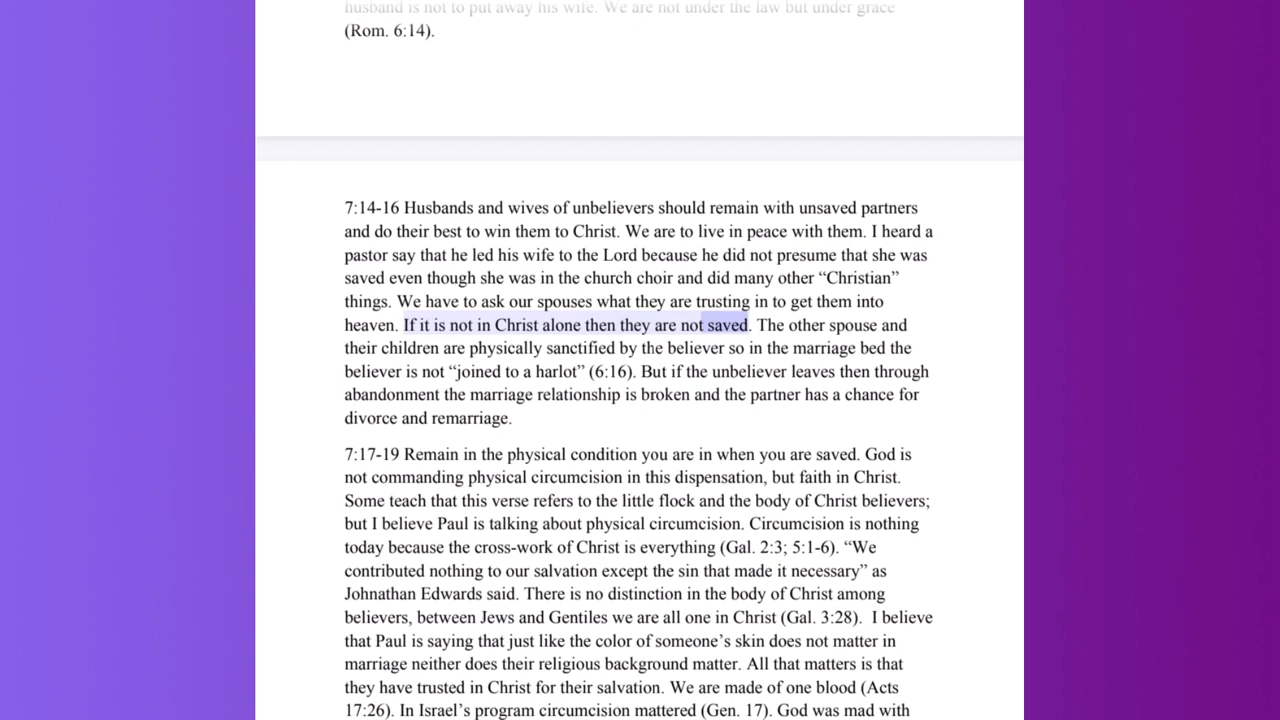 husband is not to put away his wife. We are not under the law but under grace
(Rom. 6:14).
7:14-16 Husbands and wives of unbelievers should remain with unsaved partners
and do their best to win them to Christ. We are to live in peace with them. I heard a
pastor say that he led his wife to the Lord because he did not presume that she was
saved even though she was in the church choir and did many other “Christian”
things. We have to ask our spouses what they are trusting in to get them into
heaven. If it is not in Christ alone then they are not saved. The other spouse and
their children are physically sanctified by the believer so in the marriage bed the
believer is not “joined to a harlot” (6:16). But if the unbeliever leaves then through
abandonment the marriage relationship is broken and the partner has a chance for
divorce and remarriage.
7:17-19 Remain in the physical condition you are in when you are saved. God is
not commanding physical circumcision in this dispensation, but faith in Christ.
Some teach that this verse refers to the little flock and the body of Christ believers;
but I believe Paul is talking about physical circumcision. Circumcision is nothing
today because the cross-work of Christ is everything (Gal. 2:3; 5:1-6). “We
contributed nothing to our salvation except the sin that made it necessary” as
Johnathan Edwards said. There is no distinction in the body of Christ among
believers, between Jews and Gentiles we are all one in Christ (Gal. 3:28).  I believe
that Paul is saying that just like the color of someone’s skin does not matter in
marriage neither does their religious background matter. All that matters is that
they have trusted in Christ for their salvation. We are made of one blood (Acts
17:26). In Israel’s program circumcision mattered (Gen. 17). God was mad with